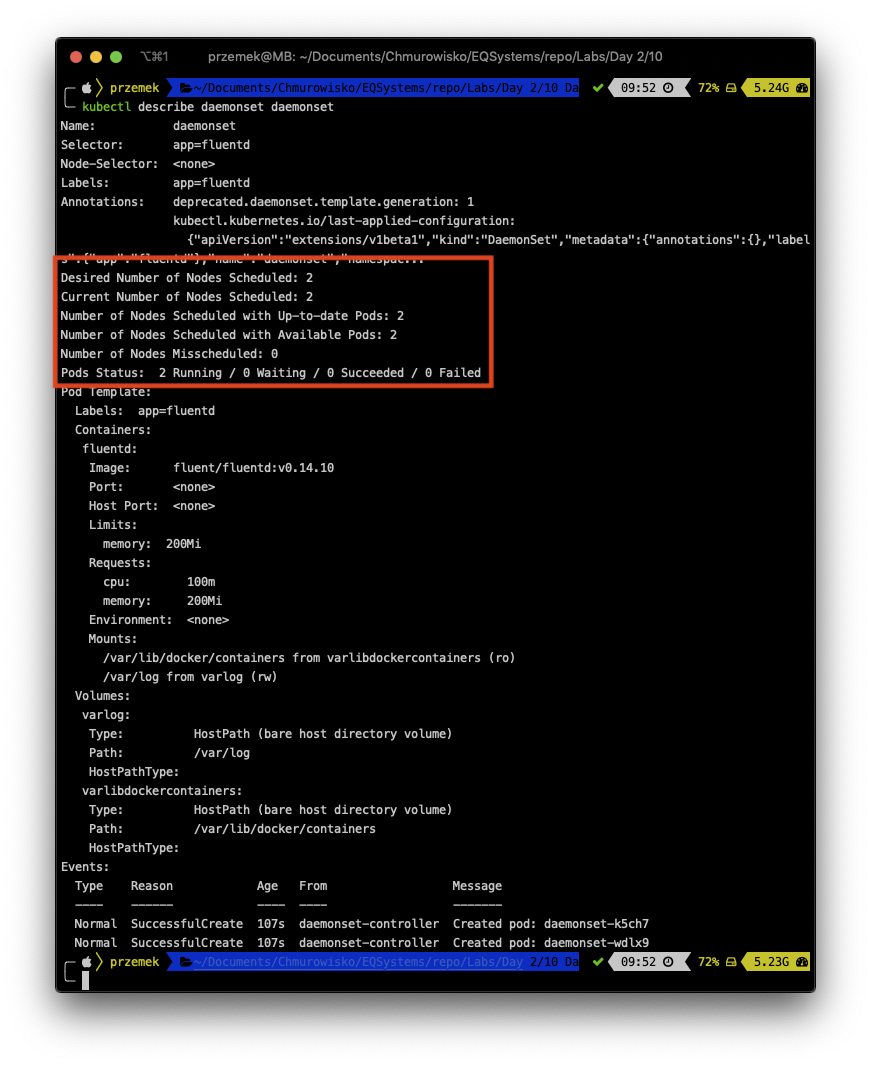 ⌥⌘1 przemek@MB: ~/Documents/Chmurowisko/EQSystems/repo/Labs/Day 2/10
przemek ~/Documents/Chmurowisko/EQSystems/repo/Labs/Day 2/10 Da ✔ 09:52 72% 5.24G
kubectl describe daemonset daemonset
Name: daemonset
Selector: app=fluentd
Node-Selector: <none>
Labels: app=fluentd
Annotations: deprecated.daemonset.template.generation: 1
kubectl.kubernetes.io/last-applied-configuration:
{"apiVersion":"extensions/v1beta1","kind":"DaemonSet","metadata":{"annotations":{},"label
s":{"app":"fluentd"},"name":"daemonset","namespac...
Desired Number of Nodes Scheduled: 2
Current Number of Nodes Scheduled: 2
Number of Nodes Scheduled with Up-to-date Pods: 2
Number of Nodes Scheduled with Available Pods: 2
Number of Nodes Misscheduled: 0
Pods Status: 2 Running / 0 Waiting / 0 Succeeded / 0 Failed
Pod Template:
Labels: app=fluentd
Containers:
fluentd:
Image: fluent/fluentd:v0.14.10
Port: <none>
Host Port: <none>
Limits:
memory: 200Mi
Requests:
cpu: 100m
memory: 200Mi
Environment: <none>
Mounts:
/var/lib/docker/containers from varlibdockercontainers (ro)
/var/log from varlog (rw)
Volumes:
varlog:
Type: HostPath (bare host directory volume)
Path: /var/log
HostPathType:
varlibdockercontainers:
Type: HostPath (bare host directory volume)
Path: /var/lib/docker/containers
HostPathType:
Events:
Type Reason Age From Message
---- ------ ---- ---- -------
Normal SuccessfulCreate 107s daemonset-controller Created pod: daemonset-k5ch7
Normal SuccessfulCreate 107s daemonset-controller Created pod: daemonset-wdlx9
przemek ~/Documents/Chmurowisko/EQSystems/repo/Labs/Day 2/10 Da ✔ 09:52 72% 5.23G